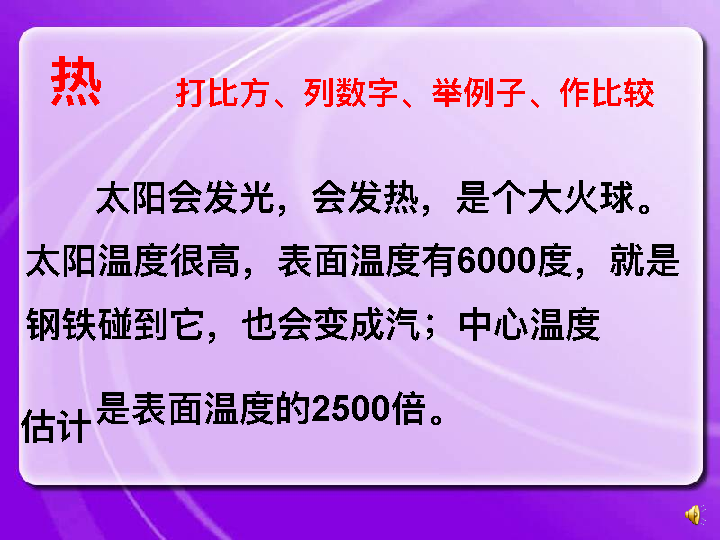 热
打比方、列数字、举例子、作比较
太阳会发光，会发热，是个大火球。
太阳温度很高，表面温度有6000度，就是
钢铁碰到它，也会变成汽；中心温度
估计
是表面温度的2500倍。